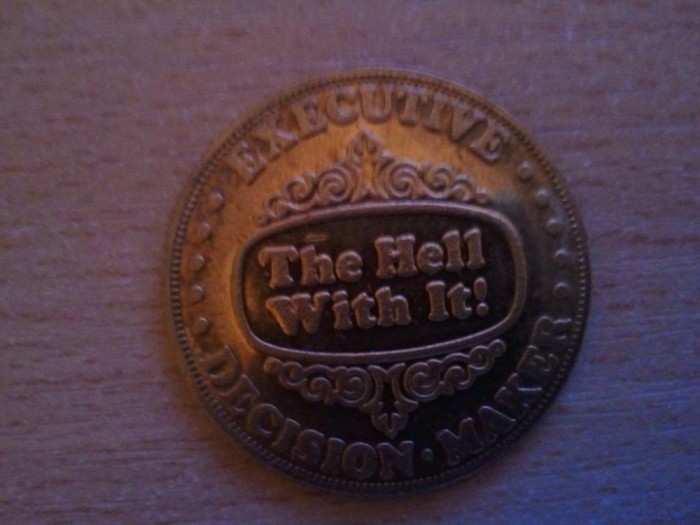 EXECUTIVE
The Hell
With It!
DECISION · MAKER